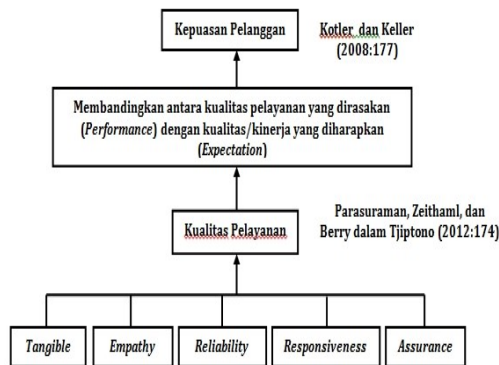 Kepuasan Pelanggan
Kotler dan Keller
(2008:177)
Membandingkan antara kualitas pelayanan yang dirasakan
(Performance) dengan kualitas/kinerja yang diharapkan
(Expectation)
Kualitas Pelayanan
Parasuraman, Zeithaml, dan
Berry dalam Tjiptono (2012:174)
Tangible
Empathy
Reliability
Responsiveness
Assurance